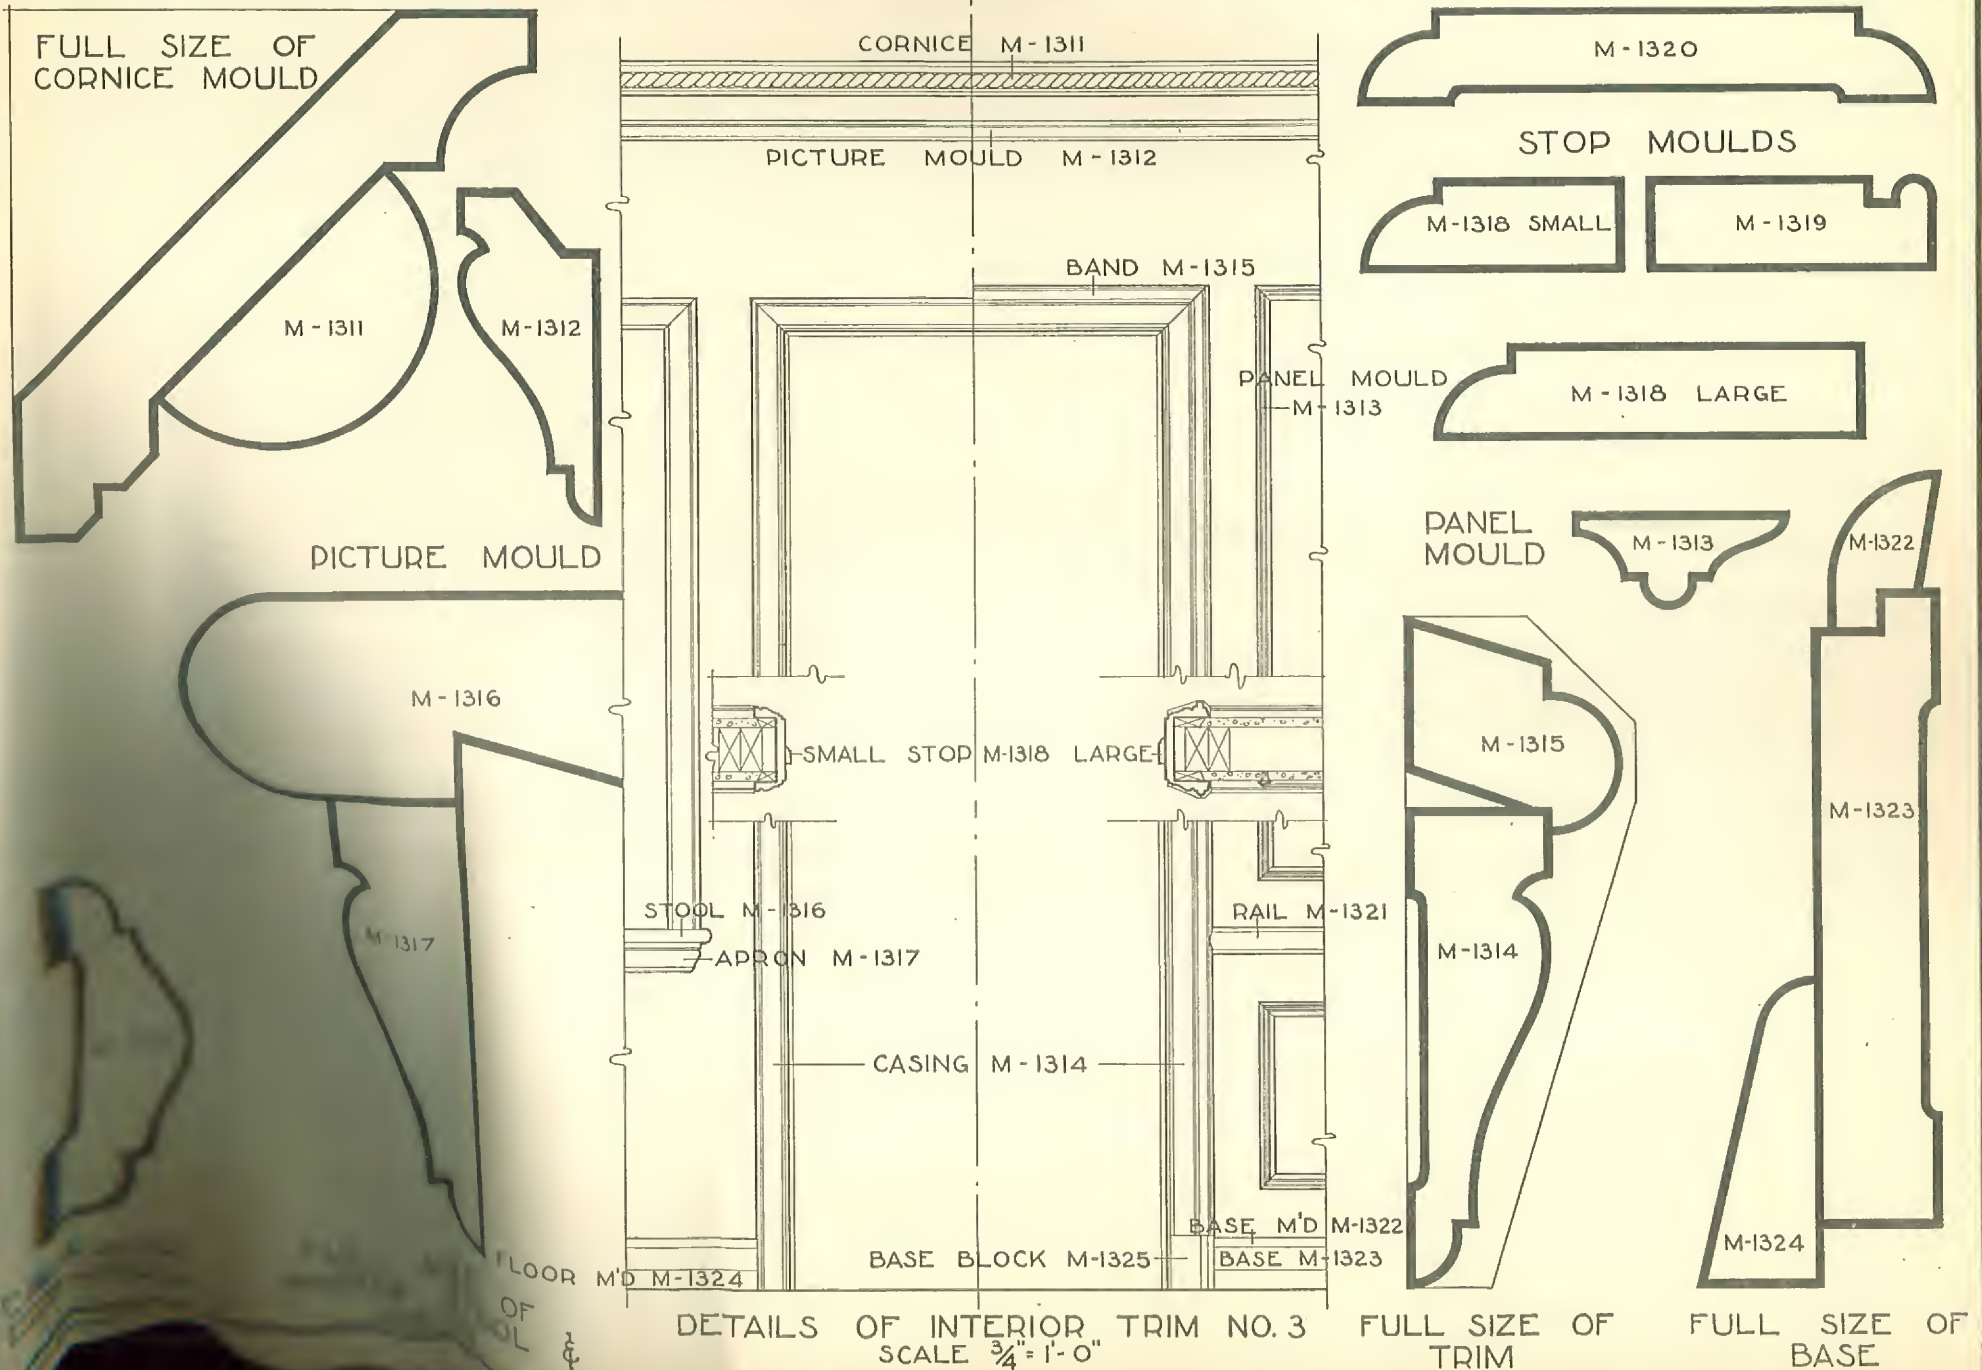 FULL SIZE OF
CORNICE MOULD
M-1311
M-1312
PICTURE MOULD
M-1316
M-1317
CORNICE M-1311
PICTURE MOULD M-1312
BAND M-1315
PANEL MOULD
M-1313
SMALL STOP M-1318 LARGE
STOOL M-1316
APRON M-1317
RAIL M-1321
CASING M-1314
BASE M'D M-1322
BASE BLOCK M-1325
BASE M-1323
FLOOR M'D M-1324
OF
&
DETAILS OF INTERIOR TRIM NO. 3
SCALE 3/4" = 1'-0"
M-1320
STOP MOULDS
M-1318 SMALL
M-1319
M-1318 LARGE
PANEL
MOULD
M-1313
M-1322
M-1315
M-1323
M-1314
M-1324
FULL SIZE OF
TRIM
FULL SIZE OF
BASE